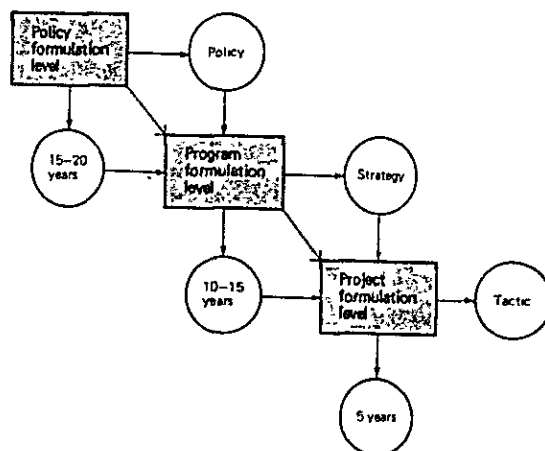 Policy
formulation
level
Policy
15–20
years
Program
formulation
level
Strategy
10–15
years
Project
formulation
level
Tactic
5 years